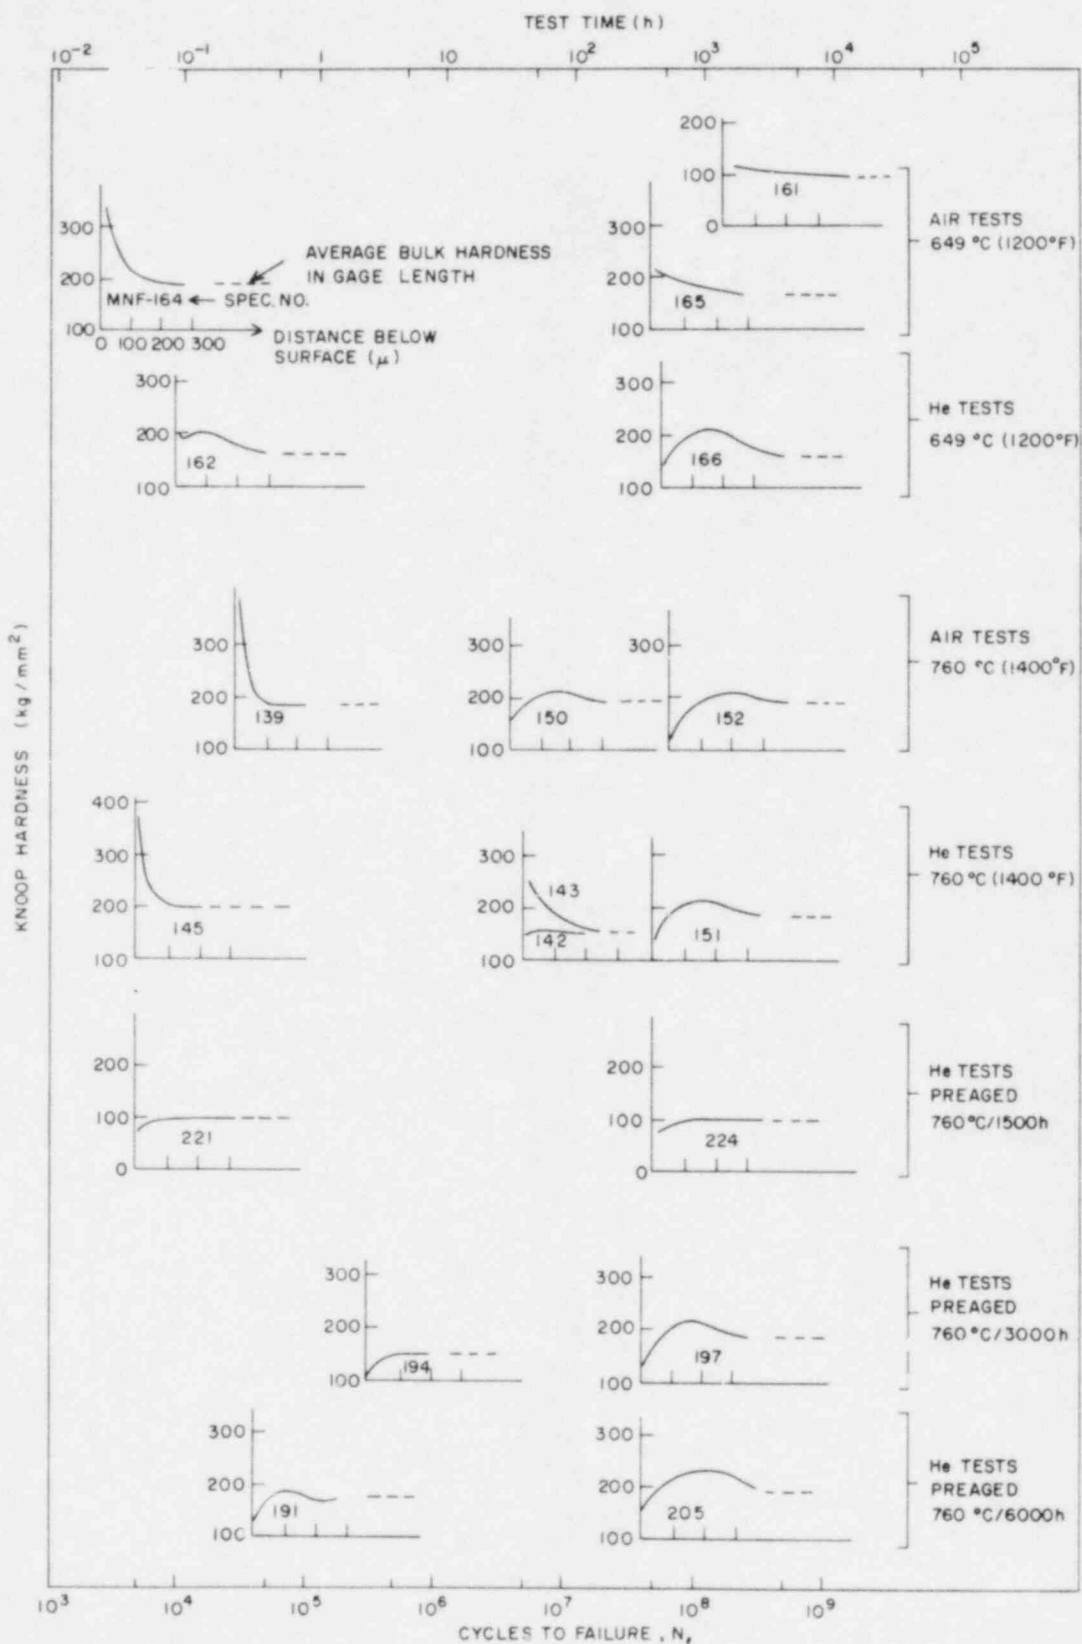 TEST TIME (h)
10⁻² 10⁻¹ 1 10 10² 10³ 10⁴ 10⁵
200
100
0
161
300
200
100
AVERAGE BULK HARDNESS
IN GAGE LENGTH
MNF-164 ← SPEC. NO.
0 100 200 300
DISTANCE BELOW
SURFACE (μ)
300
200
100
165
AIR TESTS
649 °C (1200°F)
300
200
100
162
300
200
100
166
He TESTS
649 °C (1200°F)
KNOOP HARDNESS (kg/mm²)
300
200
100
139
300
200
100
150
300
200
100
152
AIR TESTS
760 °C (1400°F)
400
300
200
100
145
300
200
100
143
142
151
He TESTS
760 °C (1400 °F)
200
100
0
221
200
100
0
224
He TESTS
PREAGED
760°C/1500h
300
200
100
194
300
200
100
197
He TESTS
PREAGED
760°C/3000h
300
200
100
191
300
200
100
205
He TESTS
PREAGED
760 °C/6000h
10³ 10⁴ 10⁵ 10⁶ 10⁷ 10⁸ 10⁹
CYCLES TO FAILURE, N